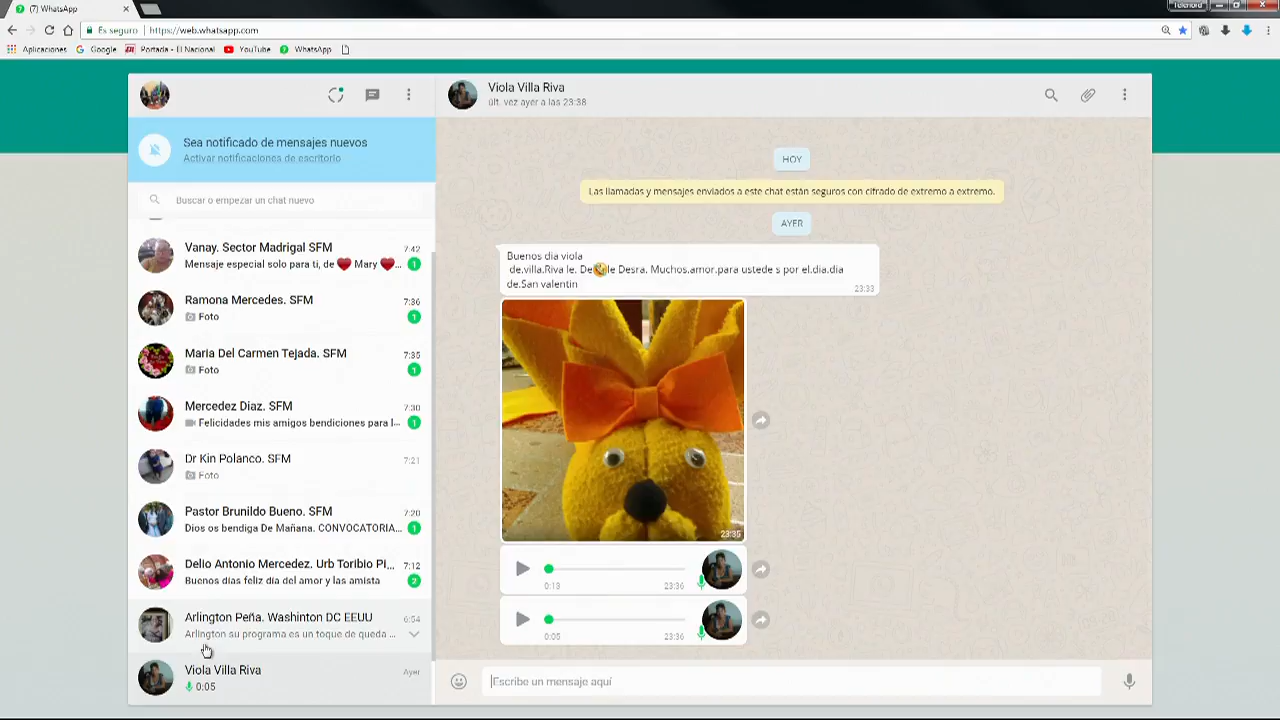 (7) WhatsApp
Telenord
Es seguro | https://web.whatsapp.com
Aplicaciones Google Portada - El Nacional YouTube WhatsApp
Sea notificado de mensajes nuevos
Activar notificaciones de escritorio
Buscar o empezar un chat nuevo
Vanay. Sector Madrigal SFM 7:42
Mensaje especial solo para ti, de ❤️ Mary ❤️... 1
Ramona Mercedes. SFM 7:36
Foto 1
Maria Del Carmen Tejada. SFM 7:35
Foto 1
Mercedez Diaz. SFM 7:30
Felicidades mis amigos bendiciones para l... 1
Dr Kin Polanco. SFM 7:21
Foto
Pastor Brunildo Bueno. SFM 7:20
Dios os bendiga De Mañana. CONVOCATORIA... 1
Delio Antonio Mercedez. Urb Toribio PI... 7:12
Buenos días feliz día del amor y las amista 2
Arlington Peña. Washinton DC EEUU 6:54
Arlington su programa es un toque de queda ...
Viola Villa Riva Ayer
0:05
Viola Villa Riva
últ. vez ayer a las 23:38
HOY
Las llamadas y mensajes enviados a este chat están seguros con cifrado de extremo a extremo.
AYER
Buenos dia viola
de.villa.Riva le. De le Desra. Muchos.amor.para ustede s por el.dia.dia
de.San valentin
23:33
23:35
0:13 23:36
0:05 23:36
Escribe un mensaje aquí